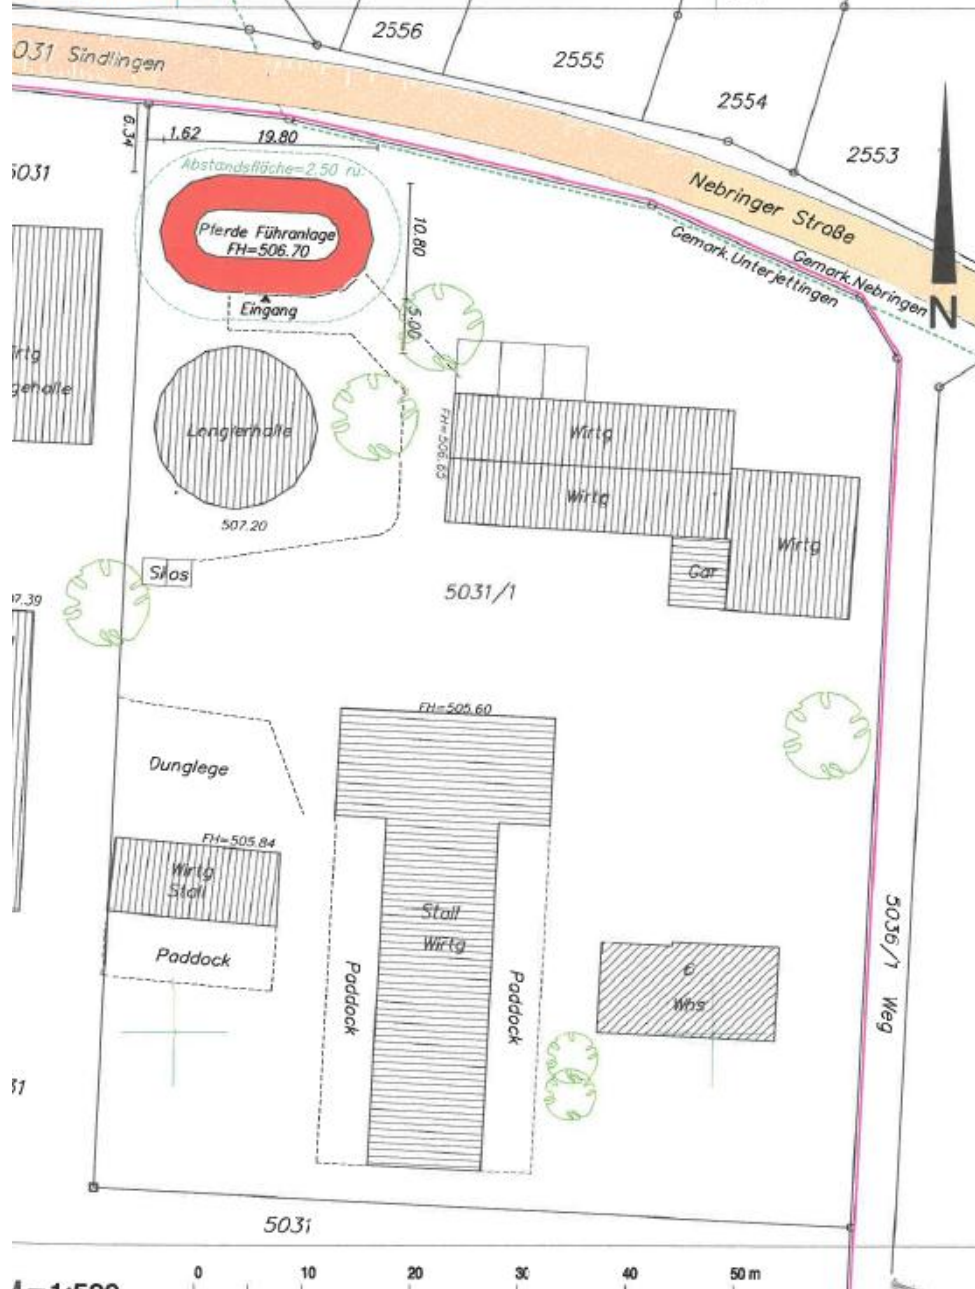 2556
2555
2554
2553
5031 Sindlingen
5031
6.34
1.62
19.80
Abstandsfläche=2.50 ru.
Pferde Führanlage
FH=506.70
Eingang
10.80
5.00
Nebringer Straße
Gemark.Unterjettingen
Gemark.Nebringen
N
Longierhalle
507.20
FH=506.65
Wirtg
Wirtg
Wirtg
Gar
Silos
5031/1
FH=505.60
Dunglege
FH=505.84
Wirtg
Stall
Paddock
Stall
Wirtg
Paddock
Paddock
Whs
5036/1 Weg
5031
0 10 20 30 40 50 m